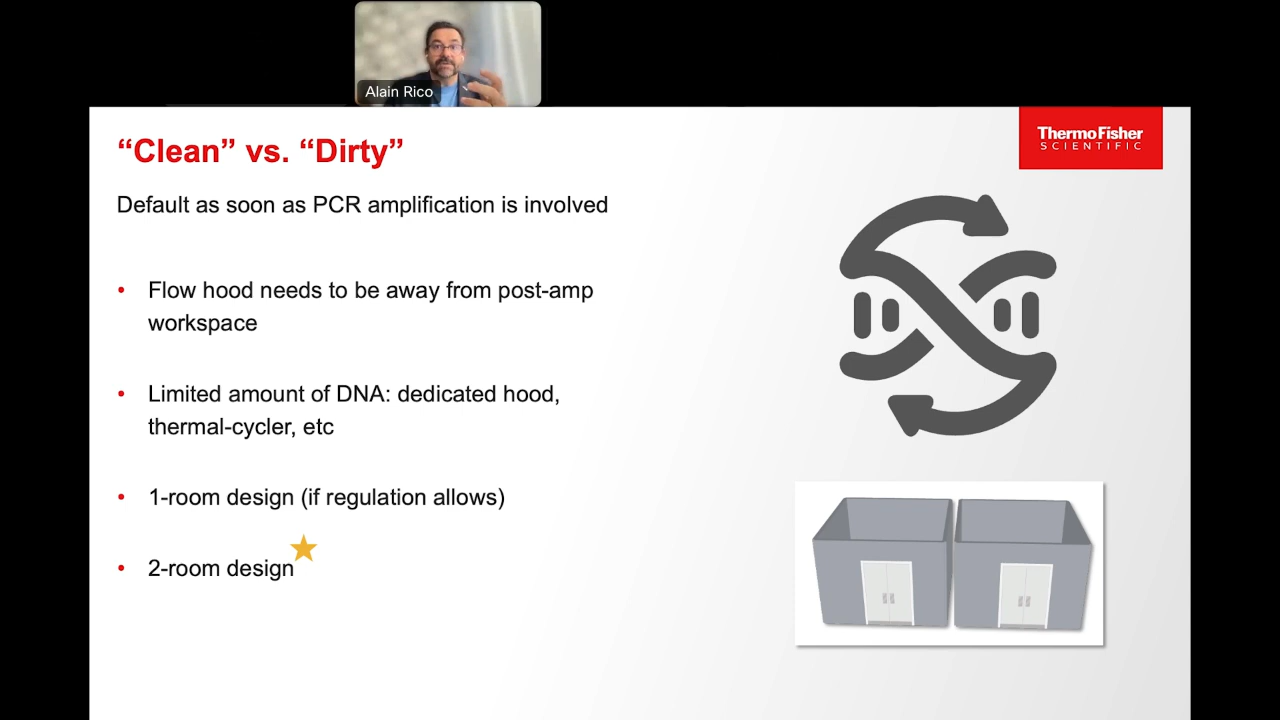 Alain Rico
ThermoFisher
SCIENTIFIC
“Clean” vs. “Dirty”
Default as soon as PCR amplification is involved
• Flow hood needs to be away from post-amp
workspace
• Limited amount of DNA: dedicated hood,
thermal-cycler, etc
• 1-room design (if regulation allows)
• 2-room design